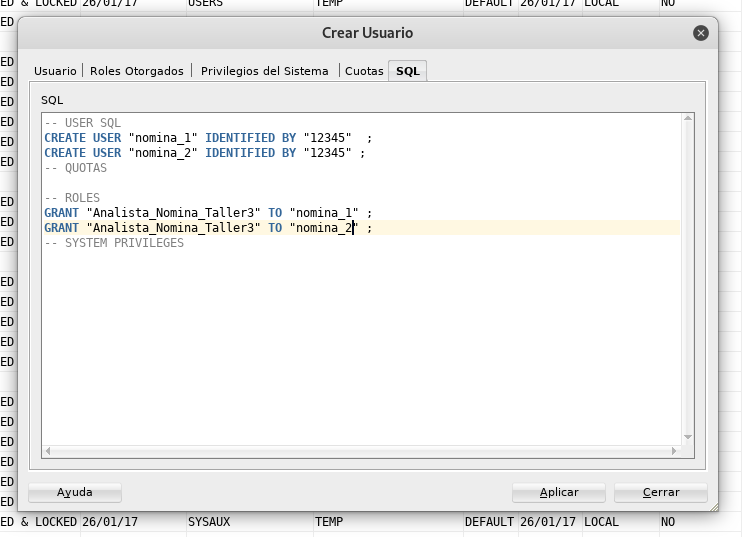 ED & LOCKED 26/01/17 USERS TEMP DEFAULT 26/01/17 LOCAL NO
ED
Crear Usuario
ED
Usuario Roles Otorgados Privilegios del Sistema Cuotas SQL
ED
SQL
ED
-- USER SQL
ED
CREATE USER "nomina_1" IDENTIFIED BY "12345"  ;
ED
CREATE USER "nomina_2" IDENTIFIED BY "12345" ;
ED
-- QUOTAS
-- ROLES
ED
GRANT "Analista_Nomina_Taller3" TO "nomina_1" ;
ED
GRANT "Analista_Nomina_Taller3" TO "nomina_2" ;
ED
-- SYSTEM PRIVILEGES
ED
ED
ED
ED
ED
ED
ED
ED
ED
ED
Ayuda Aplicar Cerrar
ED
ED & LOCKED 26/01/17 SYSAUX TEMP DEFAULT 26/01/17 LOCAL NO